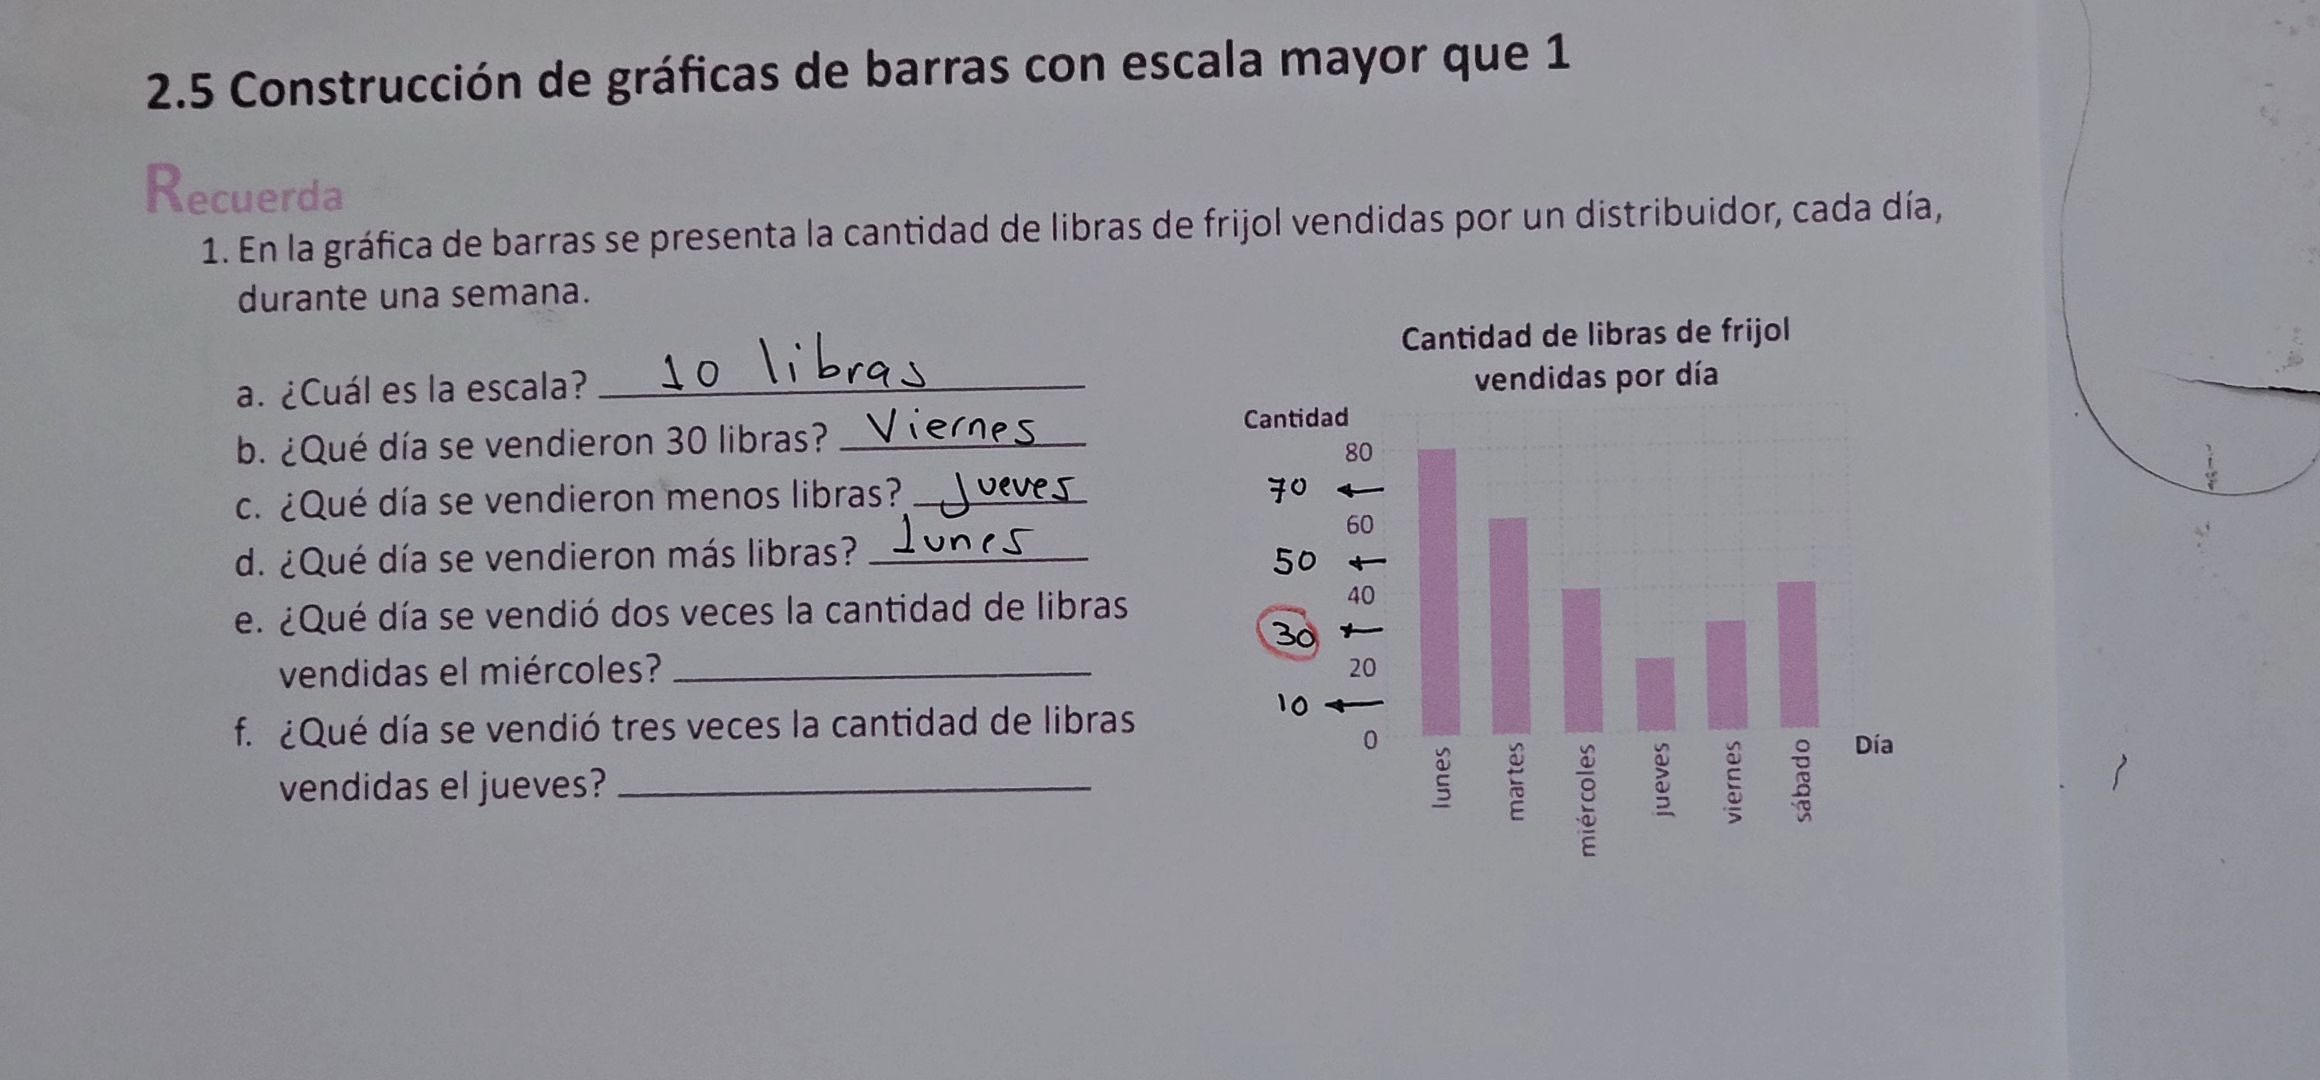 2.5 Construcción de gráficas de barras con escala mayor que 1
Recuerda
1. En la gráfica de barras se presenta la cantidad de libras de frijol vendidas por un distribuidor, cada día,
durante una semana.
a. ¿Cuál es la escala? 10 libras
b. ¿Qué día se vendieron 30 libras? Viernes
c. ¿Qué día se vendieron menos libras? Jueves
d. ¿Qué día se vendieron más libras? lunes
e. ¿Qué día se vendió dos veces la cantidad de libras
vendidas el miércoles?
f. ¿Qué día se vendió tres veces la cantidad de libras
vendidas el jueves?
Cantidad de libras de frijol
vendidas por día
Cantidad
80
70
60
50
40
30
20
10
0
lunes
martes
miércoles
jueves
viernes
sábado
Día